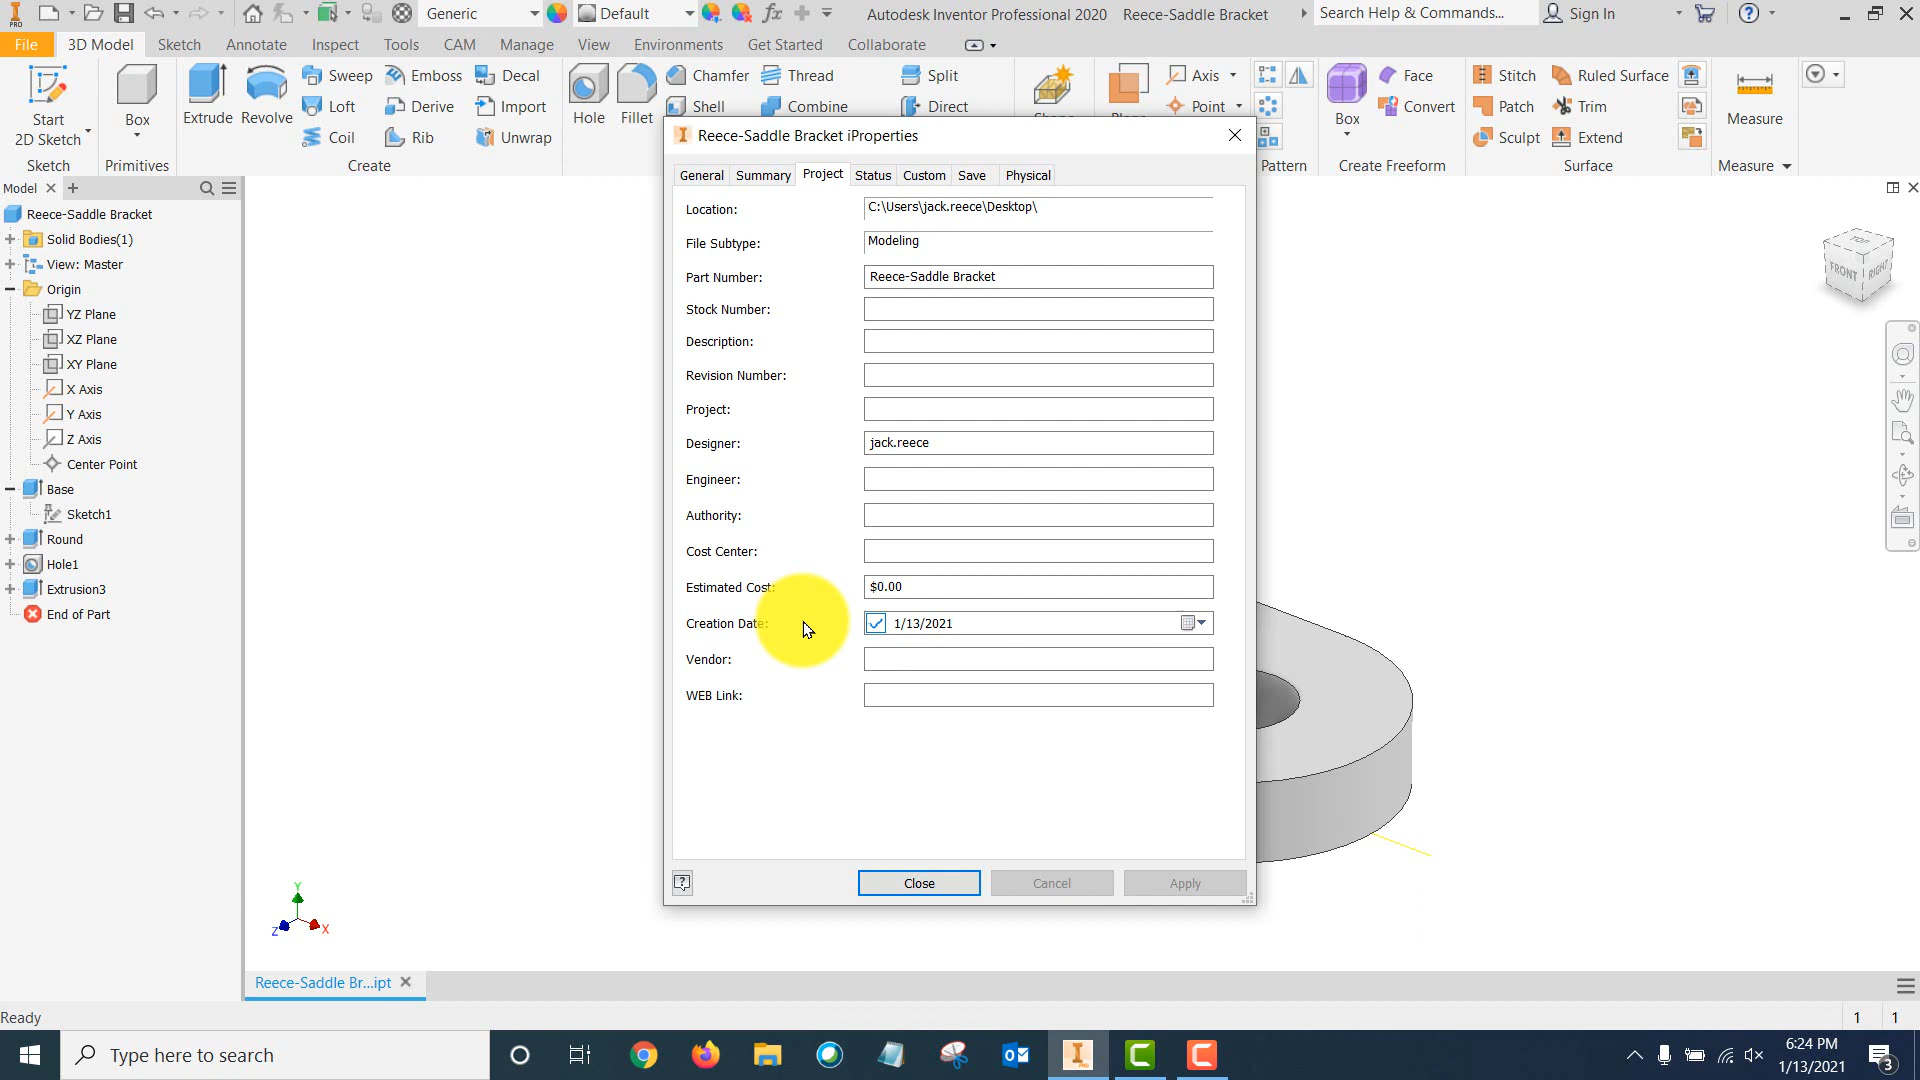 Generic
Default
Autodesk Inventor Professional 2020 Reece-Saddle Bracket
Search Help & Commands...
Sign In
File 3D Model Sketch Annotate Inspect Tools CAM Manage View Environments Get Started Collaborate
Start
2D Sketch
Sketch
Box
Primitives
Extrude
Revolve
Sweep
Loft
Coil
Emboss
Derive
Rib
Decal
Import
Unwrap
Create
Hole
Fillet
Chamfer
Shell
Thread
Combine
Split
Direct
Axis
Point
Pattern
Box
Face
Convert
Create Freeform
Stitch
Patch
Sculpt
Ruled Surface
Trim
Extend
Surface
Measure
Measure
Model
Reece-Saddle Bracket
Solid Bodies(1)
View: Master
Origin
YZ Plane
XZ Plane
XY Plane
X Axis
Y Axis
Z Axis
Center Point
Base
Sketch1
Round
Hole1
Extrusion3
End of Part
Reece-Saddle Bracket iProperties
General Summary Project Status Custom Save Physical
Location: C:\Users\jack.reece\Desktop\
File Subtype: Modeling
Part Number: Reece-Saddle Bracket
Stock Number:
Description:
Revision Number:
Project:
Designer: jack.reece
Engineer:
Authority:
Cost Center:
Estimated Cost: $0.00
Creation Date: 1/13/2021
Vendor:
WEB Link:
Close Cancel Apply
TOP
FRONT
RIGHT
Y
Z
X
Reece-Saddle Br...ipt
Ready
1 1
Type here to search
6:24 PM
1/13/2021
3